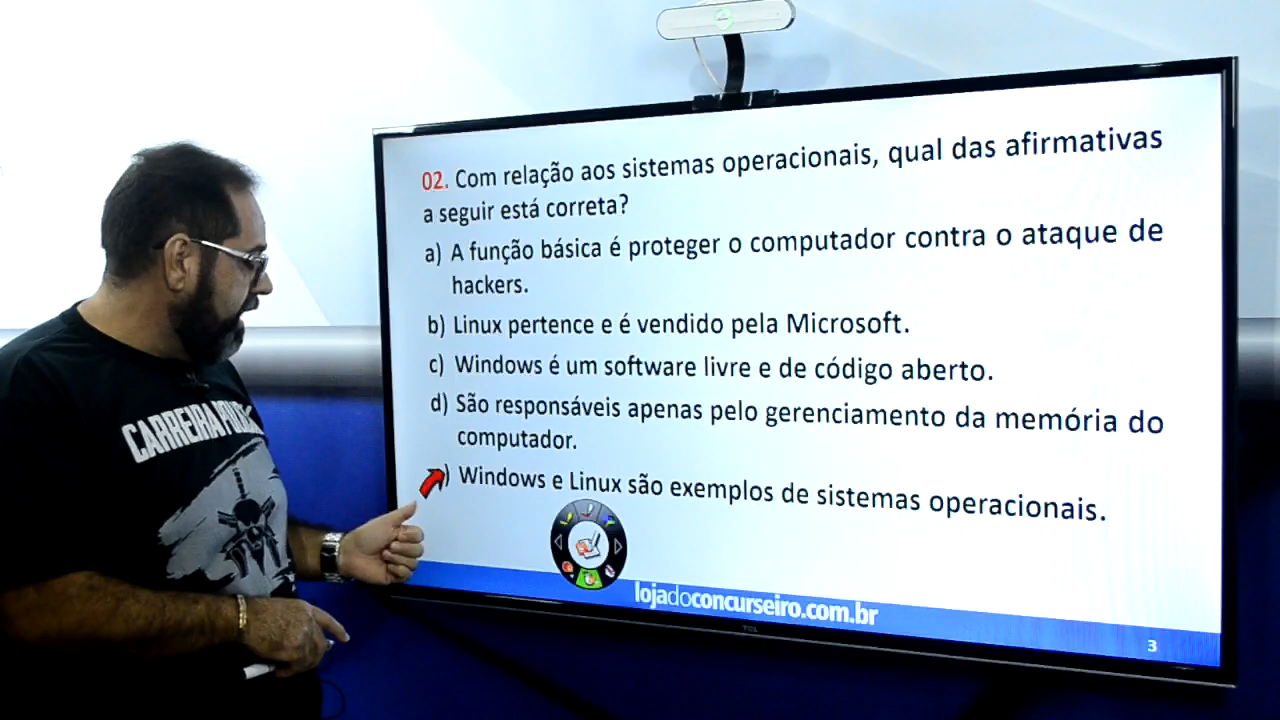 02. Com relação aos sistemas operacionais, qual das afirmativas
a seguir está correta?
a) A função básica é proteger o computador contra o ataque de
hackers.
b) Linux pertence e é vendido pela Microsoft.
c) Windows é um software livre e de código aberto.
d) São responsáveis apenas pelo gerenciamento da memória do
computador.
) Windows e Linux são exemplos de sistemas operacionais.
lojadoconcurseiro.com.br
3
TCL
CARREIRA